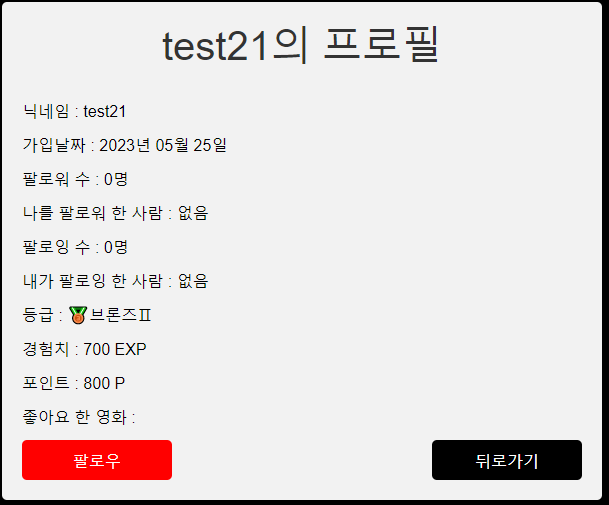 test21의 프로필
닉네임 : test21
가입날짜 : 2023년 05월 25일
팔로워 수 : 0명
나를 팔로워 한 사람 : 없음
팔로잉 수 : 0명
내가 팔로잉 한 사람 : 없음
등급 : 🥉브론즈Ⅱ
경험치 : 700 EXP
포인트 : 800 P
좋아요 한 영화 :
팔로우 뒤로가기